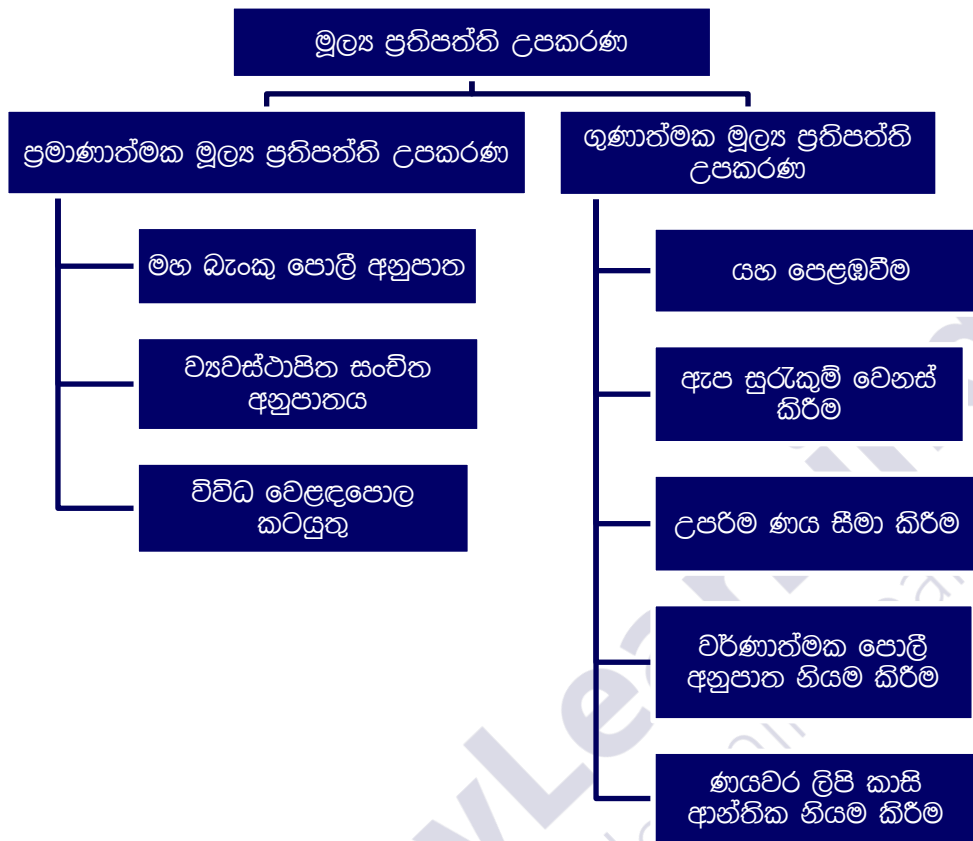 මූල්‍ය ප්‍රතිපත්ති උපකරණ
ප්‍රමාණාත්මක මූල්‍ය ප්‍රතිපත්ති උපකරණ
මහ බැංකු පොලී අනුපාත
ව්‍යවස්ථාපිත සංචිත
අනුපාතය
විවිධ වෙළඳපොල
කටයුතු
ගුණාත්මක මූල්‍ය ප්‍රතිපත්ති
උපකරණ
යහ පෙළඹවීම
ඇප සුරැකුම් වෙනස්
කිරීම
උපරිම ණය සීමා කිරීම
වර්ණාත්මක පොලී
අනුපාත නියම කිරීම
ණයවර ලිපි කාසි
ආන්තික නියම කිරීම